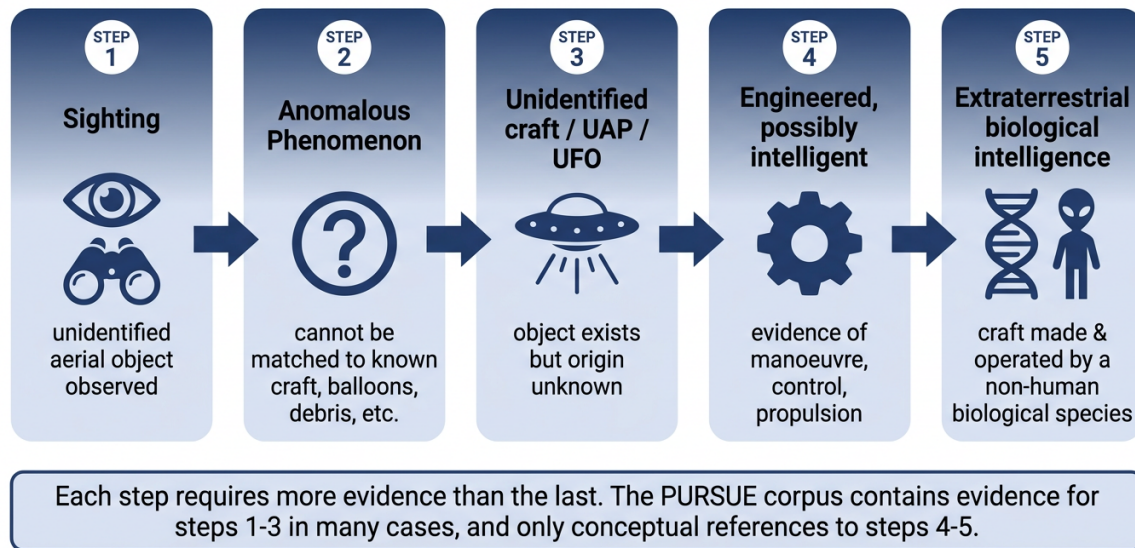 STEP
1
Sighting
unidentified
aerial object
observed
STEP
2
Anomalous
Phenomenon
?
cannot be
matched to known
craft, balloons,
debris, etc.
STEP
3
Unidentified
craft / UAP /
UFO
object exists
but origin
unknown
STEP
4
Engineered,
possibly
intelligent
evidence of
manoeuvre,
control,
propulsion
STEP
5
Extraterrestrial
biological
intelligence
craft made &
operated by a
non-human
biological species
Each step requires more evidence than the last. The PURSUE corpus contains evidence for
steps 1-3 in many cases, and only conceptual references to steps 4-5.